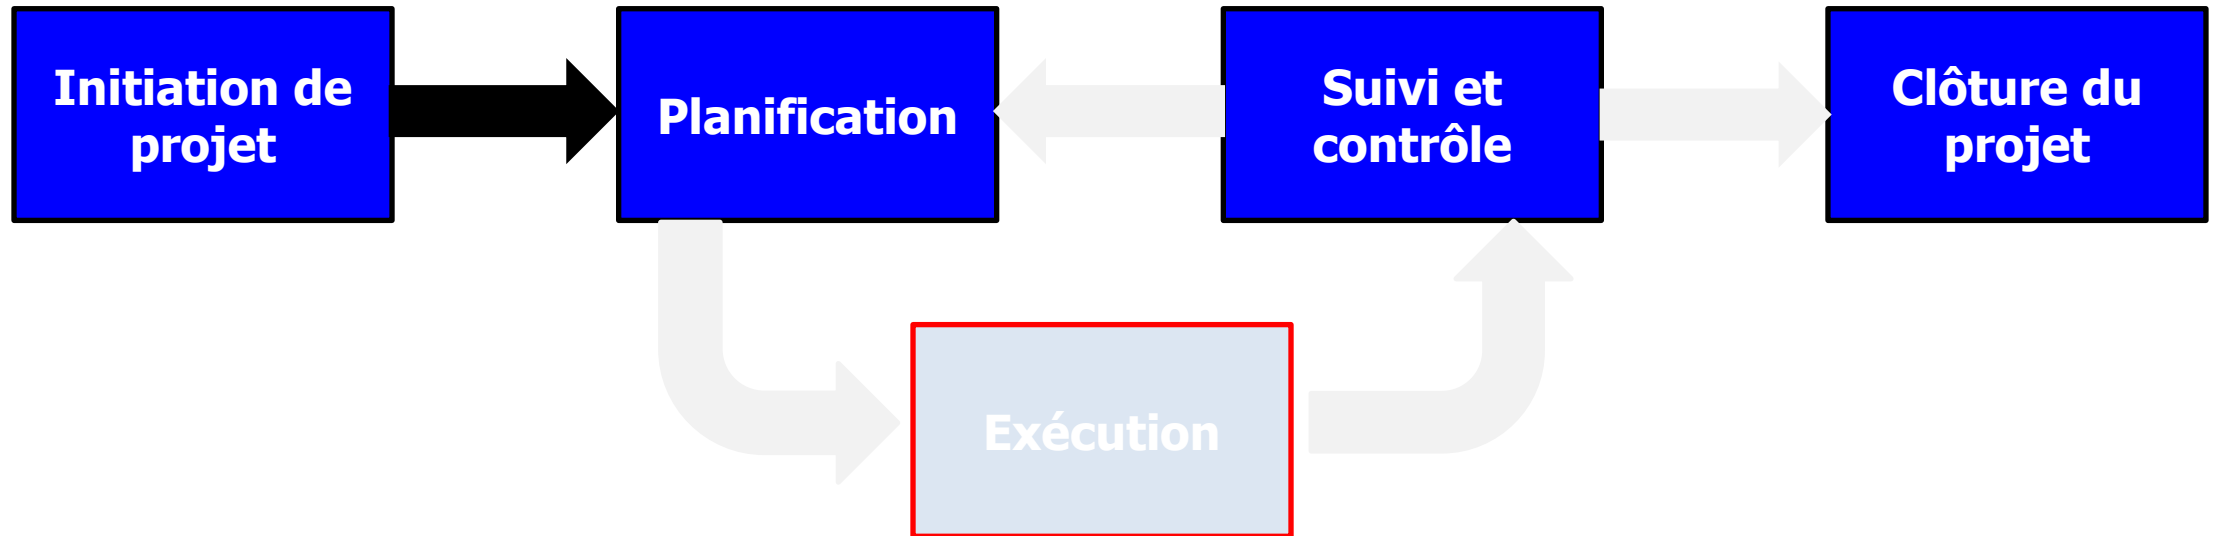 Initiation de
projet
Planification
Suivi et
contrôle
Clôture du
projet
Exécution